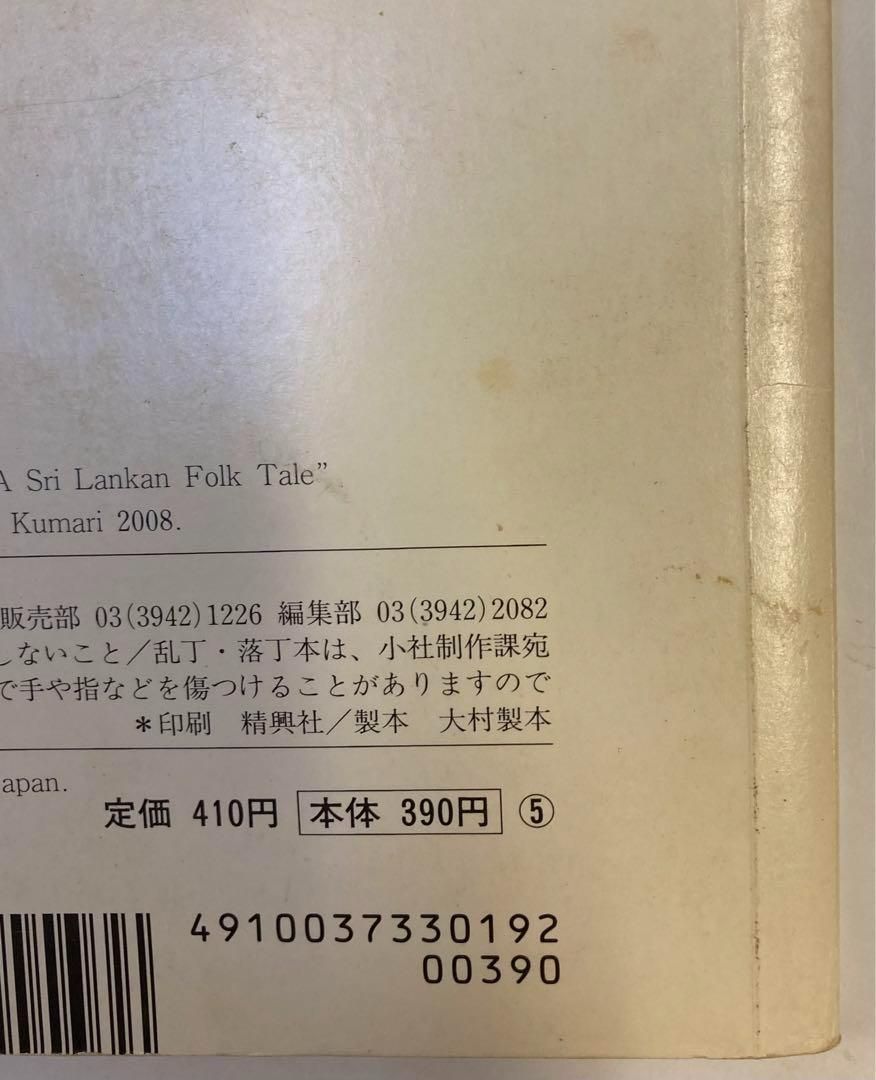 A Sri Lankan Folk Tale”
Kumari 2008.
販売部 03(3942)1226 編集部 03(3942)2082
しないこと／乱丁・落丁本は、小社制作課宛
で手や指などを傷つけることがありますので
＊印刷　精興社／製本　大村製本
apan.
定価 410円 本体 390円 ⑤
4910037330192
00390